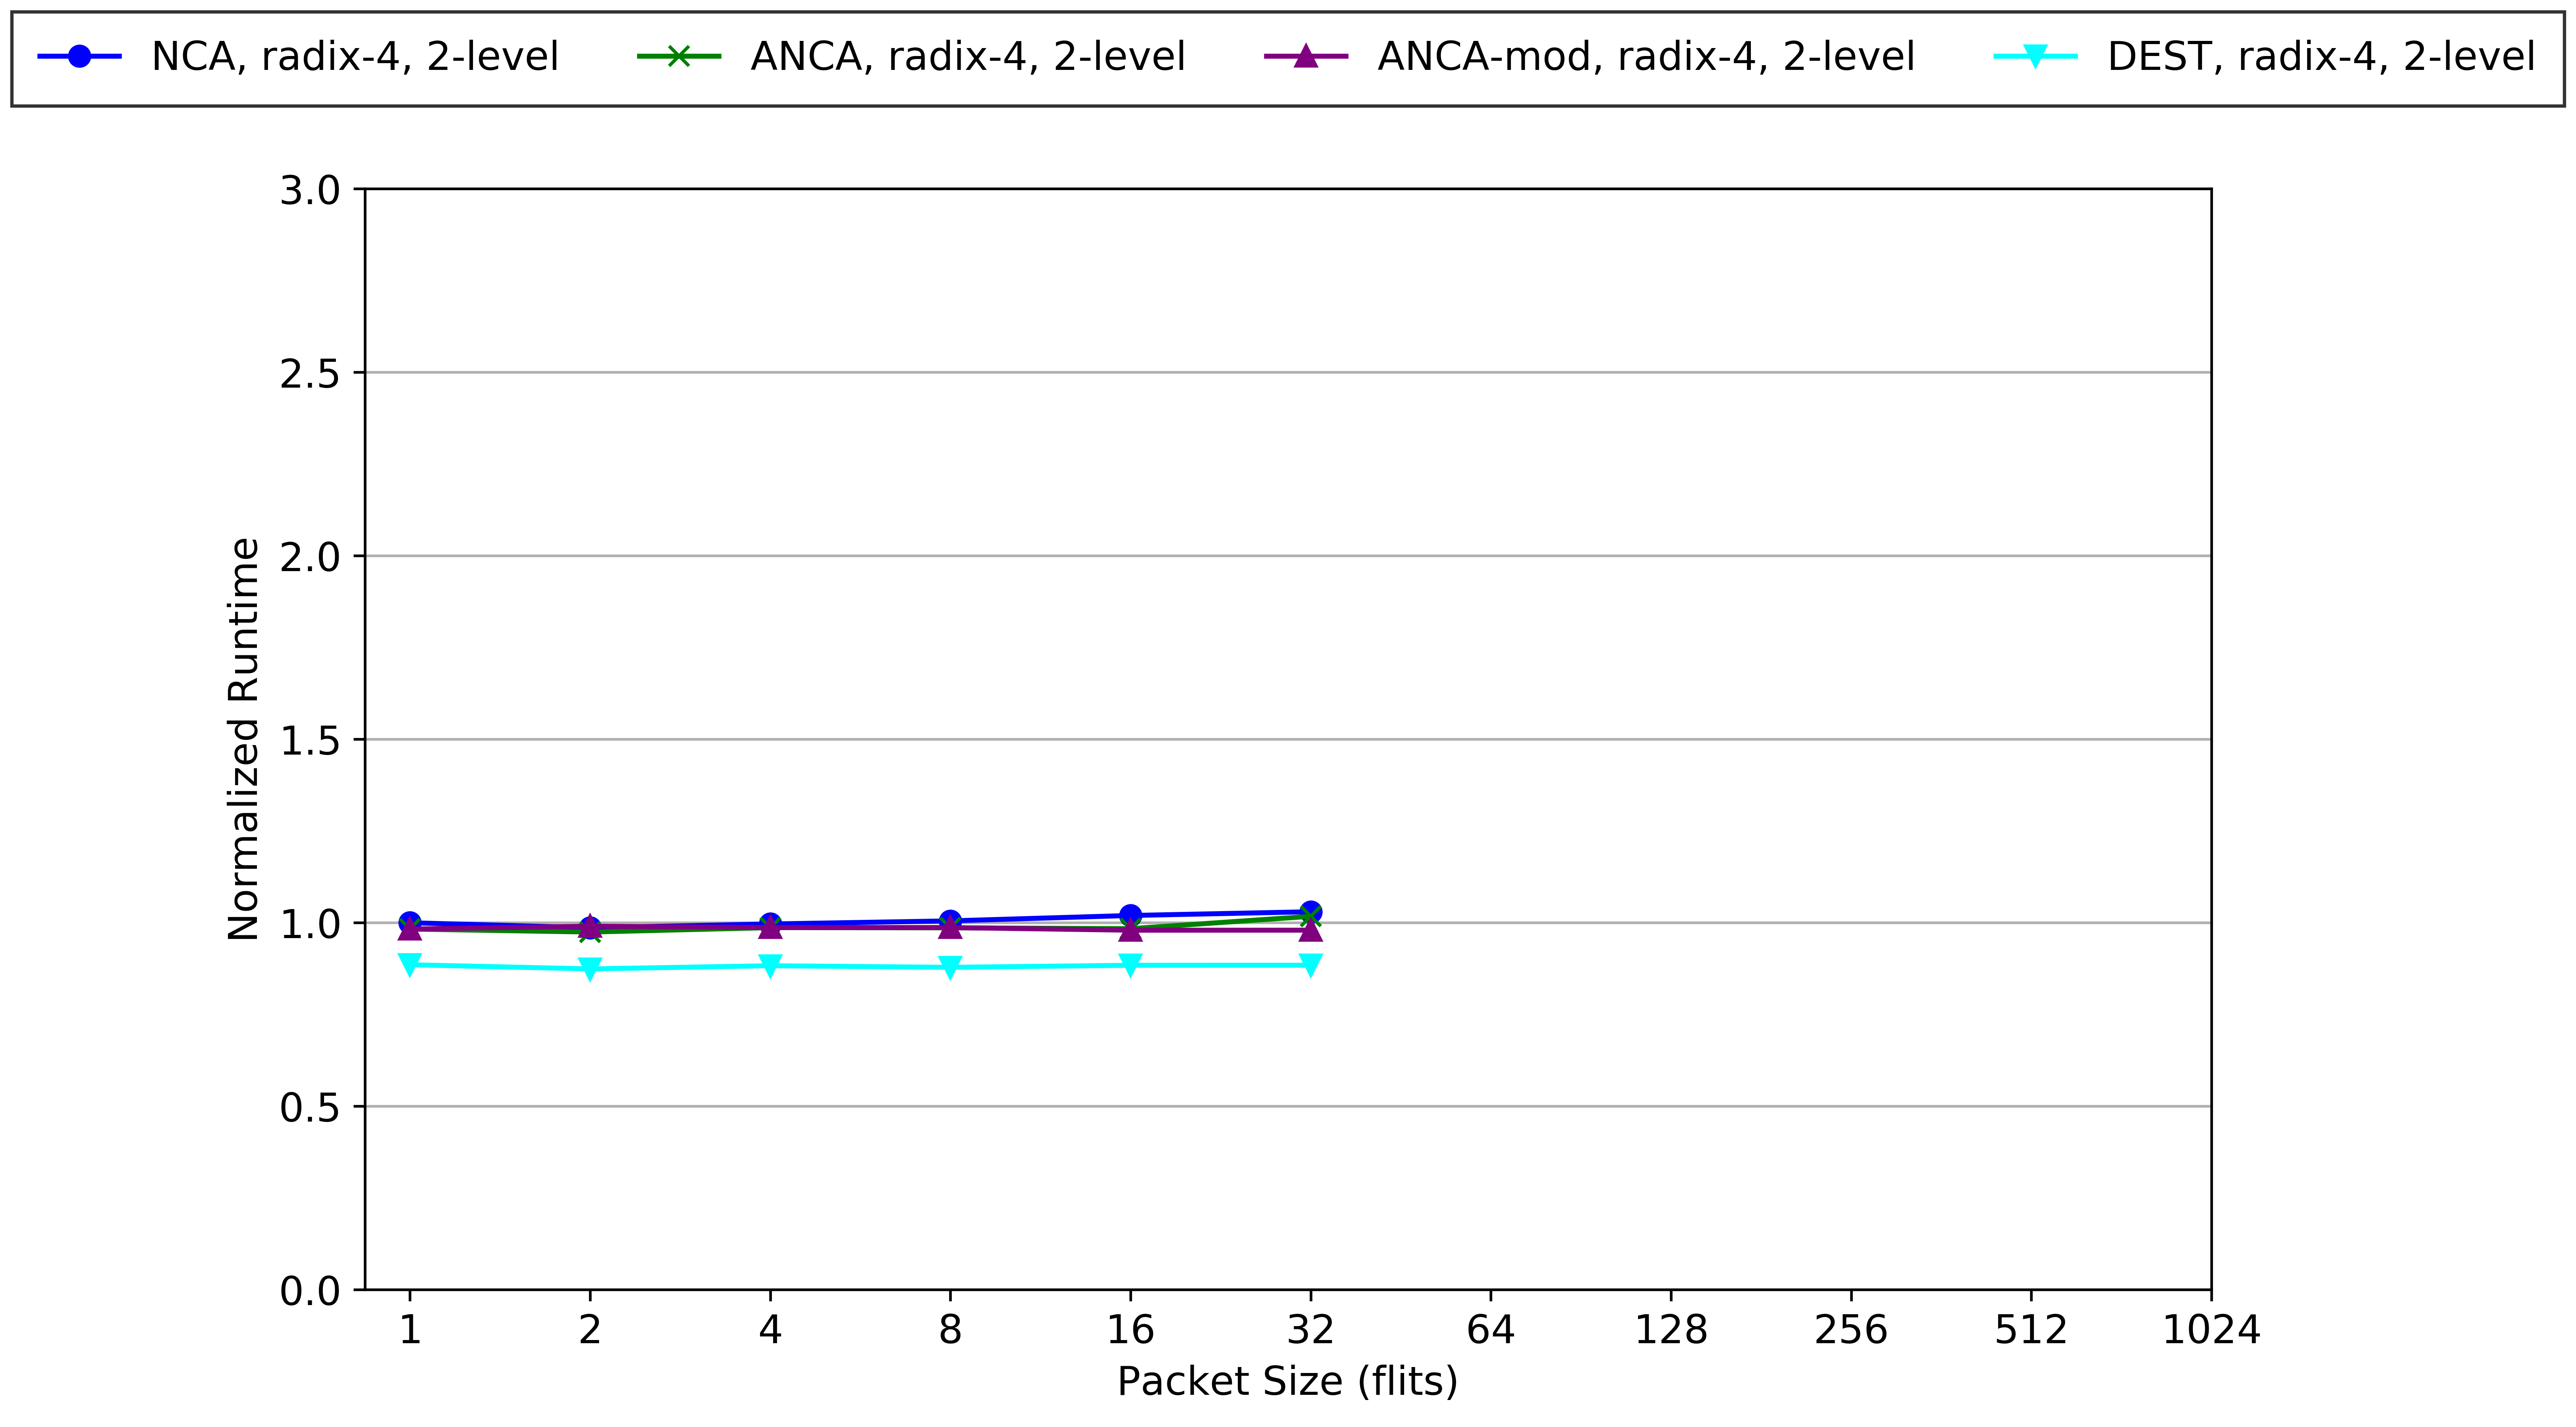 NCA, radix-4, 2-level ANCA, radix-4, 2-level ANCA-mod, radix-4, 2-level DEST, radix-4, 2-level
3.0
2.5
2.0
1.5
1.0
0.5
0.0
Normalized Runtime
1 2 4 8 16 32 64 128 256 512 1024
Packet Size (flits)